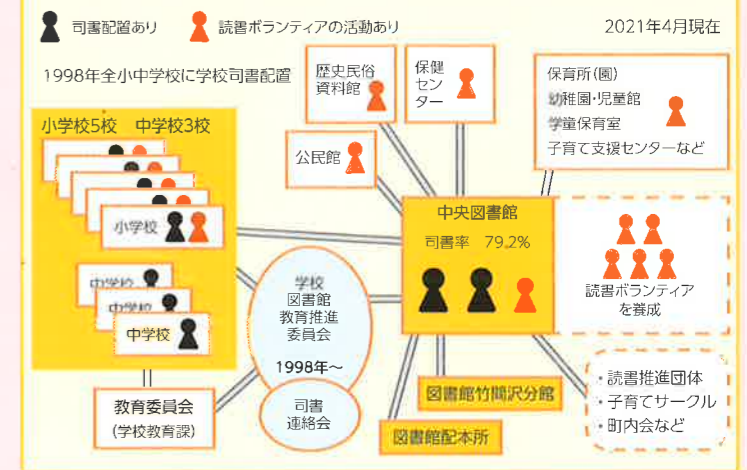 司書配置あり
読書ボランティアの活動あり
2021年4月現在
1998年全小中学校に学校司書配置
小学校5校 中学校3校
小学校
中学校
中学校
中学校
歴史民俗
資料館
保健
セン
ター
公民館
保育所(園)
幼稚園・児童館
学童保育室
子育て支援センターなど
中央図書館
司書率 79.2%
読書ボランティア
を養成
学校
図書館
教育推進
委員会
1998年～
司書
連絡会
教育委員会
(学校教育課)
図書館竹間沢分館
図書館配本所
・読書推進団体
・子育てサークル
・町内会など